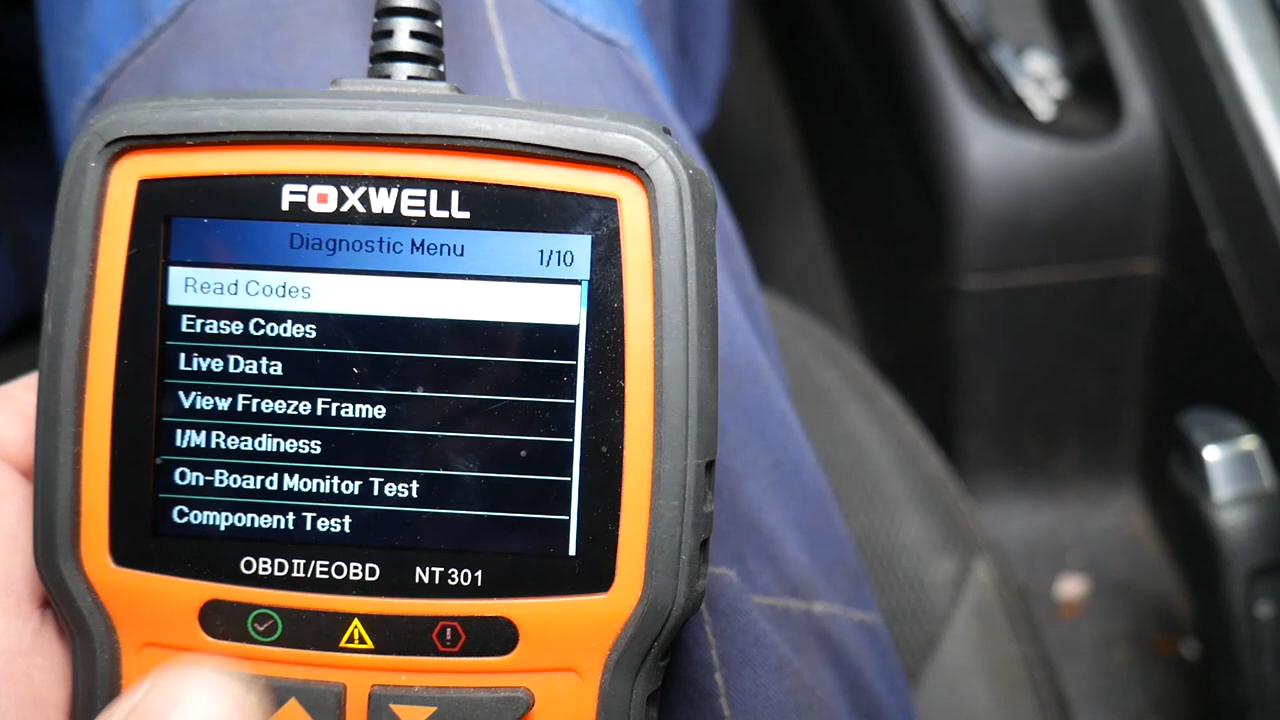 FOXWELL
Diagnostic Menu 1/10
Read Codes
Erase Codes
Live Data
View Freeze Frame
I/M Readiness
On-Board Monitor Test
Component Test
OBDII/EOBD NT301